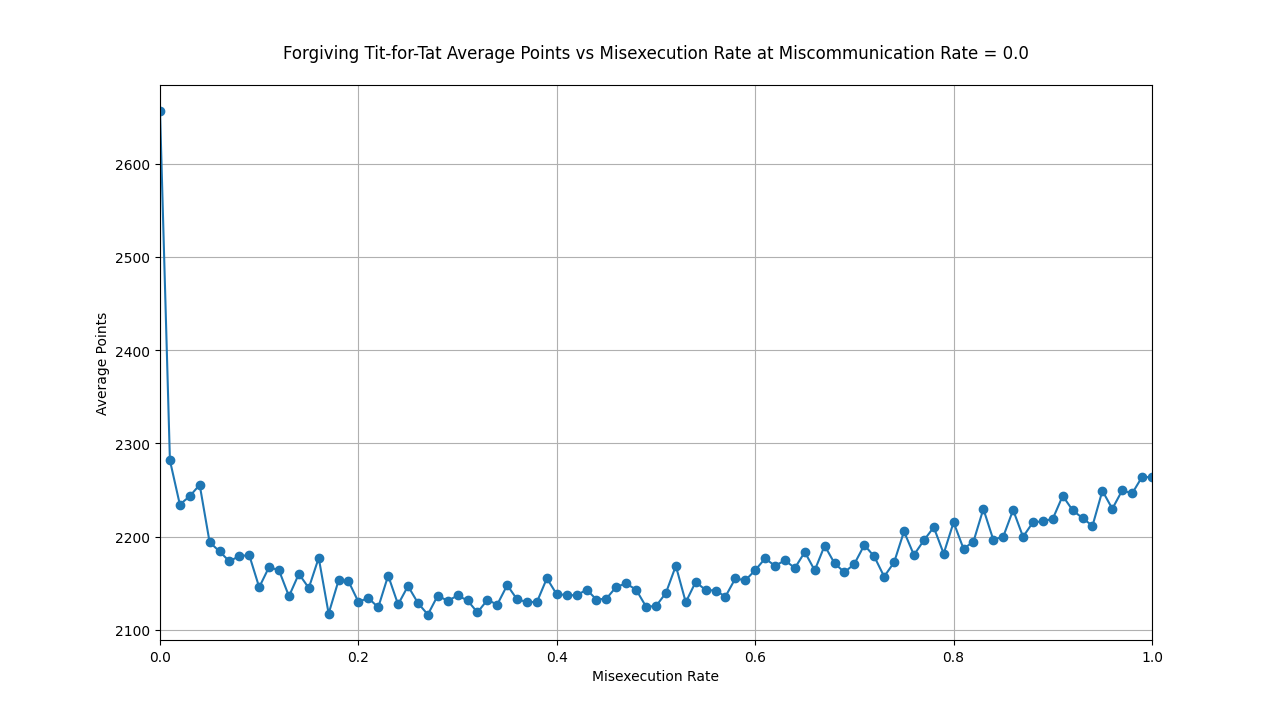 Forgiving Tit-for-Tat Average Points vs Misexecution Rate at Miscommunication Rate = 0.0
2600
2500
2400
2300
2200
2100
Average Points
0.0 0.2 0.4 0.6 0.8 1.0
Misexecution Rate